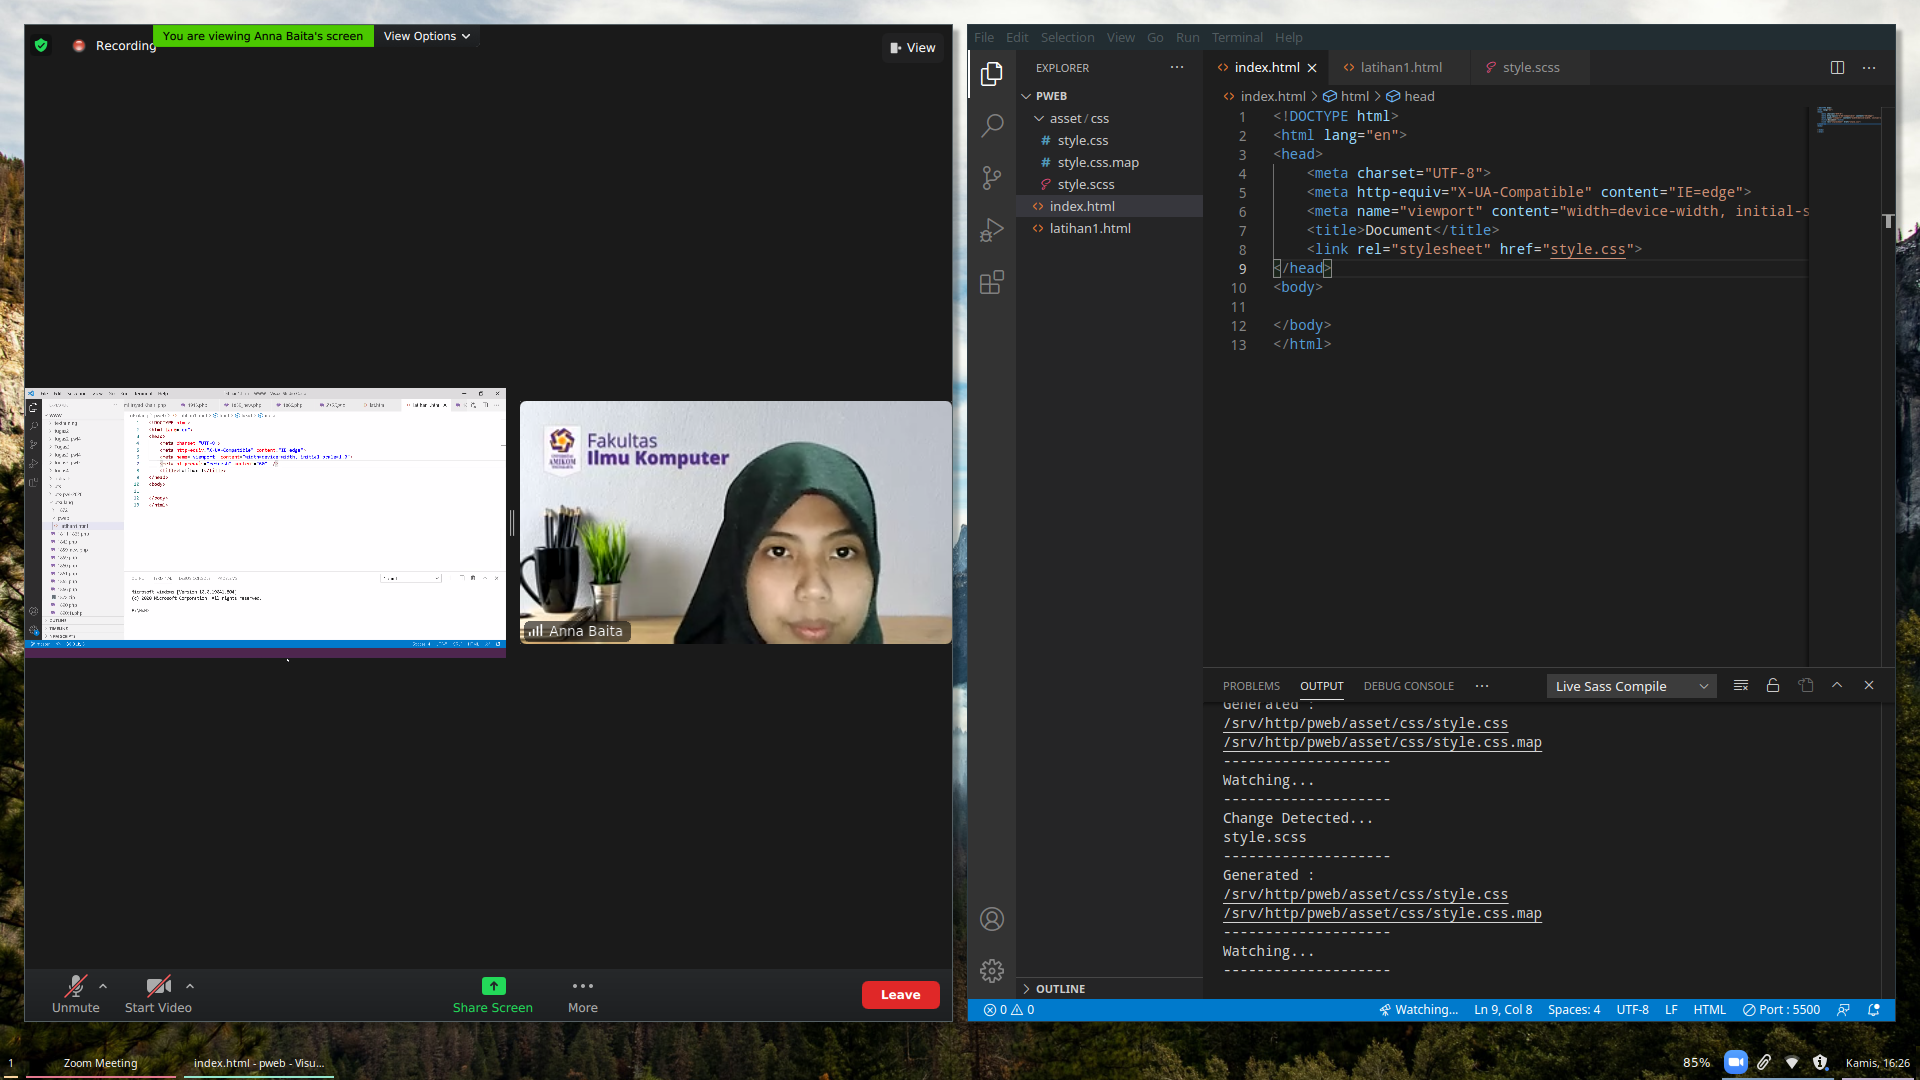 Recording
You are viewing Anna Baita's screen
View Options
View
Fakultas
Ilmu Komputer
Anna Baita
Unmute
Start Video
Share Screen
More
Leave
File Edit Selection View Go Run Terminal Help
EXPLORER
PWEB
asset/css
style.css
style.css.map
style.scss
index.html
latihan1.html
OUTLINE
index.html
latihan1.html
style.scss
index.html > html > head
1 <!DOCTYPE html>
2 <html lang="en">
3 <head>
4 <meta charset="UTF-8">
5 <meta http-equiv="X-UA-Compatible" content="IE=edge">
6 <meta name="viewport" content="width=device-width, initial-s
7 <title>Document</title>
8 <link rel="stylesheet" href="style.css">
9 </head>
10 <body>
11
12 </body>
13 </html>
PROBLEMS OUTPUT DEBUG CONSOLE
Live Sass Compile
Generated :
/srv/http/pweb/asset/css/style.css
/srv/http/pweb/asset/css/style.css.map
--------------------
Watching...
--------------------
Change Detected...
style.scss
--------------------
Generated :
/srv/http/pweb/asset/css/style.css
/srv/http/pweb/asset/css/style.css.map
--------------------
Watching...
--------------------
0 0
Watching... Ln 9, Col 8 Spaces: 4 UTF-8 LF HTML Port : 5500
1 Zoom Meeting index.html - pweb - Visu...
85% Kamis, 16:26